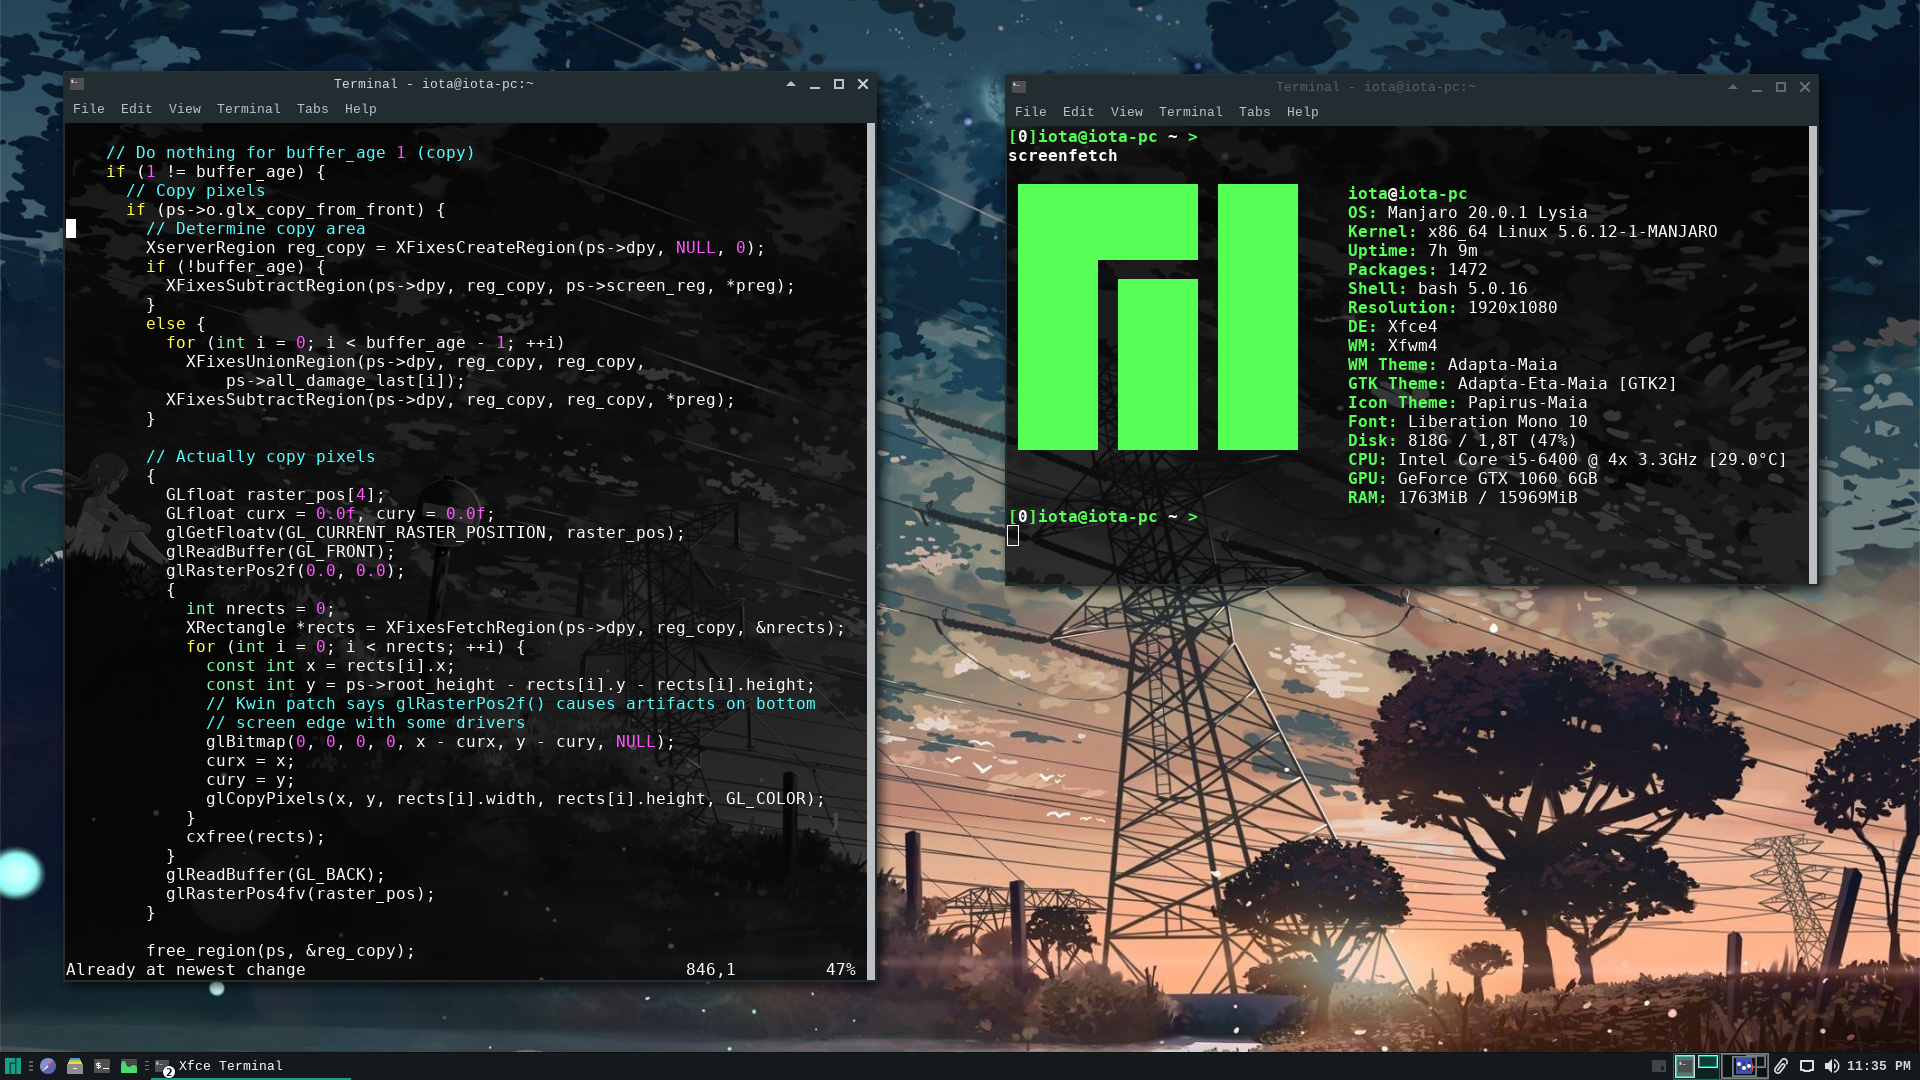 Terminal - iota@iota-pc:~
File Edit View Terminal Tabs Help
// Do nothing for buffer_age 1 (copy)
if (1 != buffer_age) {
// Copy pixels
if (ps->o.glx_copy_from_front) {
// Determine copy area
XserverRegion reg_copy = XFixesCreateRegion(ps->dpy, NULL, 0);
if (!buffer_age) {
XFixesSubtractRegion(ps->dpy, reg_copy, ps->screen_reg, *preg);
}
else {
for (int i = 0; i < buffer_age - 1; ++i)
XFixesUnionRegion(ps->dpy, reg_copy, reg_copy,
ps->all_damage_last[i]);
XFixesSubtractRegion(ps->dpy, reg_copy, reg_copy, *preg);
}
// Actually copy pixels
{
GLfloat raster_pos[4];
GLfloat curx = 0.0f, cury = 0.0f;
glGetFloatv(GL_CURRENT_RASTER_POSITION, raster_pos);
glReadBuffer(GL_FRONT);
glRasterPos2f(0.0, 0.0);
{
int nrects = 0;
XRectangle *rects = XFixesFetchRegion(ps->dpy, reg_copy, &nrects);
for (int i = 0; i < nrects; ++i) {
const int x = rects[i].x;
const int y = ps->root_height - rects[i].y - rects[i].height;
// Kwin patch says glRasterPos2f() causes artifacts on bottom
// screen edge with some drivers
glBitmap(0, 0, 0, 0, x - curx, y - cury, NULL);
curx = x;
cury = y;
glCopyPixels(x, y, rects[i].width, rects[i].height, GL_COLOR);
}
cxfree(rects);
}
glReadBuffer(GL_BACK);
glRasterPos4fv(raster_pos);
}
free_region(ps, &reg_copy);
Already at newest change 846,1 47%
Terminal - iota@iota-pc:~
File Edit View Terminal Tabs Help
[0]iota@iota-pc ~ >
screenfetch
iota@iota-pc
OS: Manjaro 20.0.1 Lysia
Kernel: x86_64 Linux 5.6.12-1-MANJARO
Uptime: 7h 9m
Packages: 1472
Shell: bash 5.0.16
Resolution: 1920x1080
DE: Xfce4
WM: Xfwm4
WM Theme: Adapta-Maia
GTK Theme: Adapta-Eta-Maia [GTK2]
Icon Theme: Papirus-Maia
Font: Liberation Mono 10
Disk: 818G / 1,8T (47%)
CPU: Intel Core i5-6400 @ 4x 3.3GHz [29.0°C]
GPU: GeForce GTX 1060 6GB
RAM: 1763MiB / 15969MiB
[0]iota@iota-pc ~ >
2 Xfce Terminal
11:35 PM